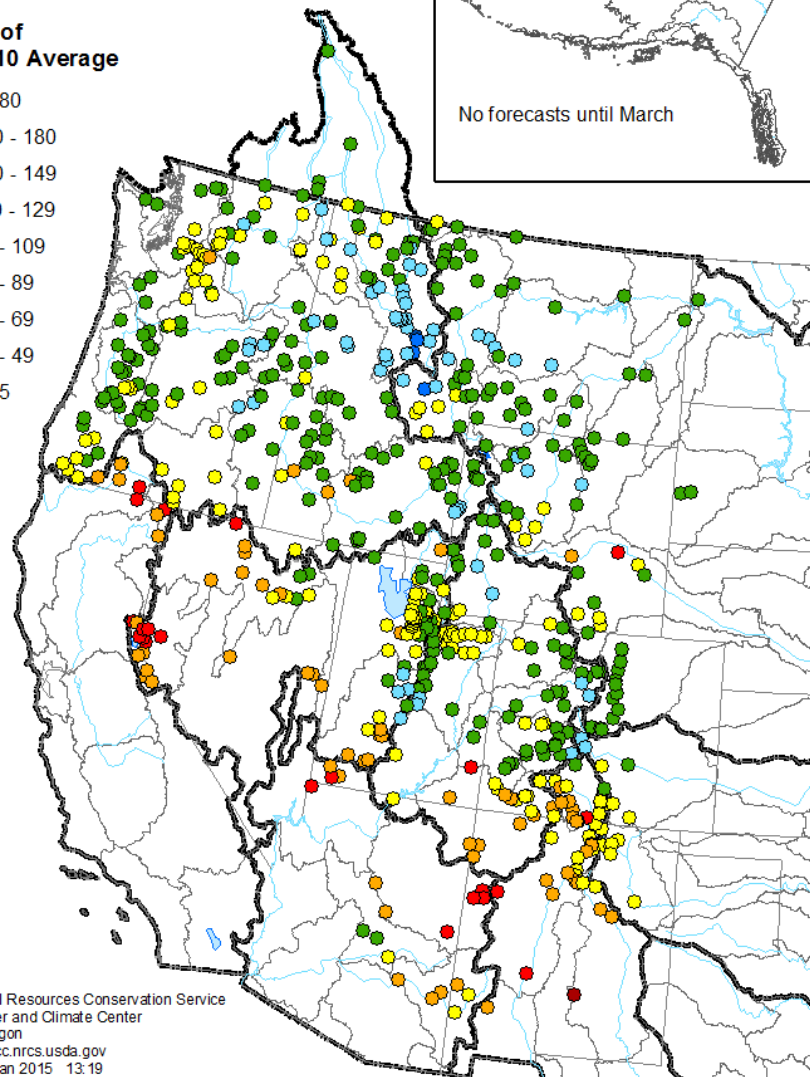 of
10 Average
80
0 - 180
0 - 149
0 - 129
- 109
- 89
- 69
- 49
5
No forecasts until March
l Resources Conservation Service
er and Climate Center
gon
cc.nrcs.usda.gov
an 2015 13:19